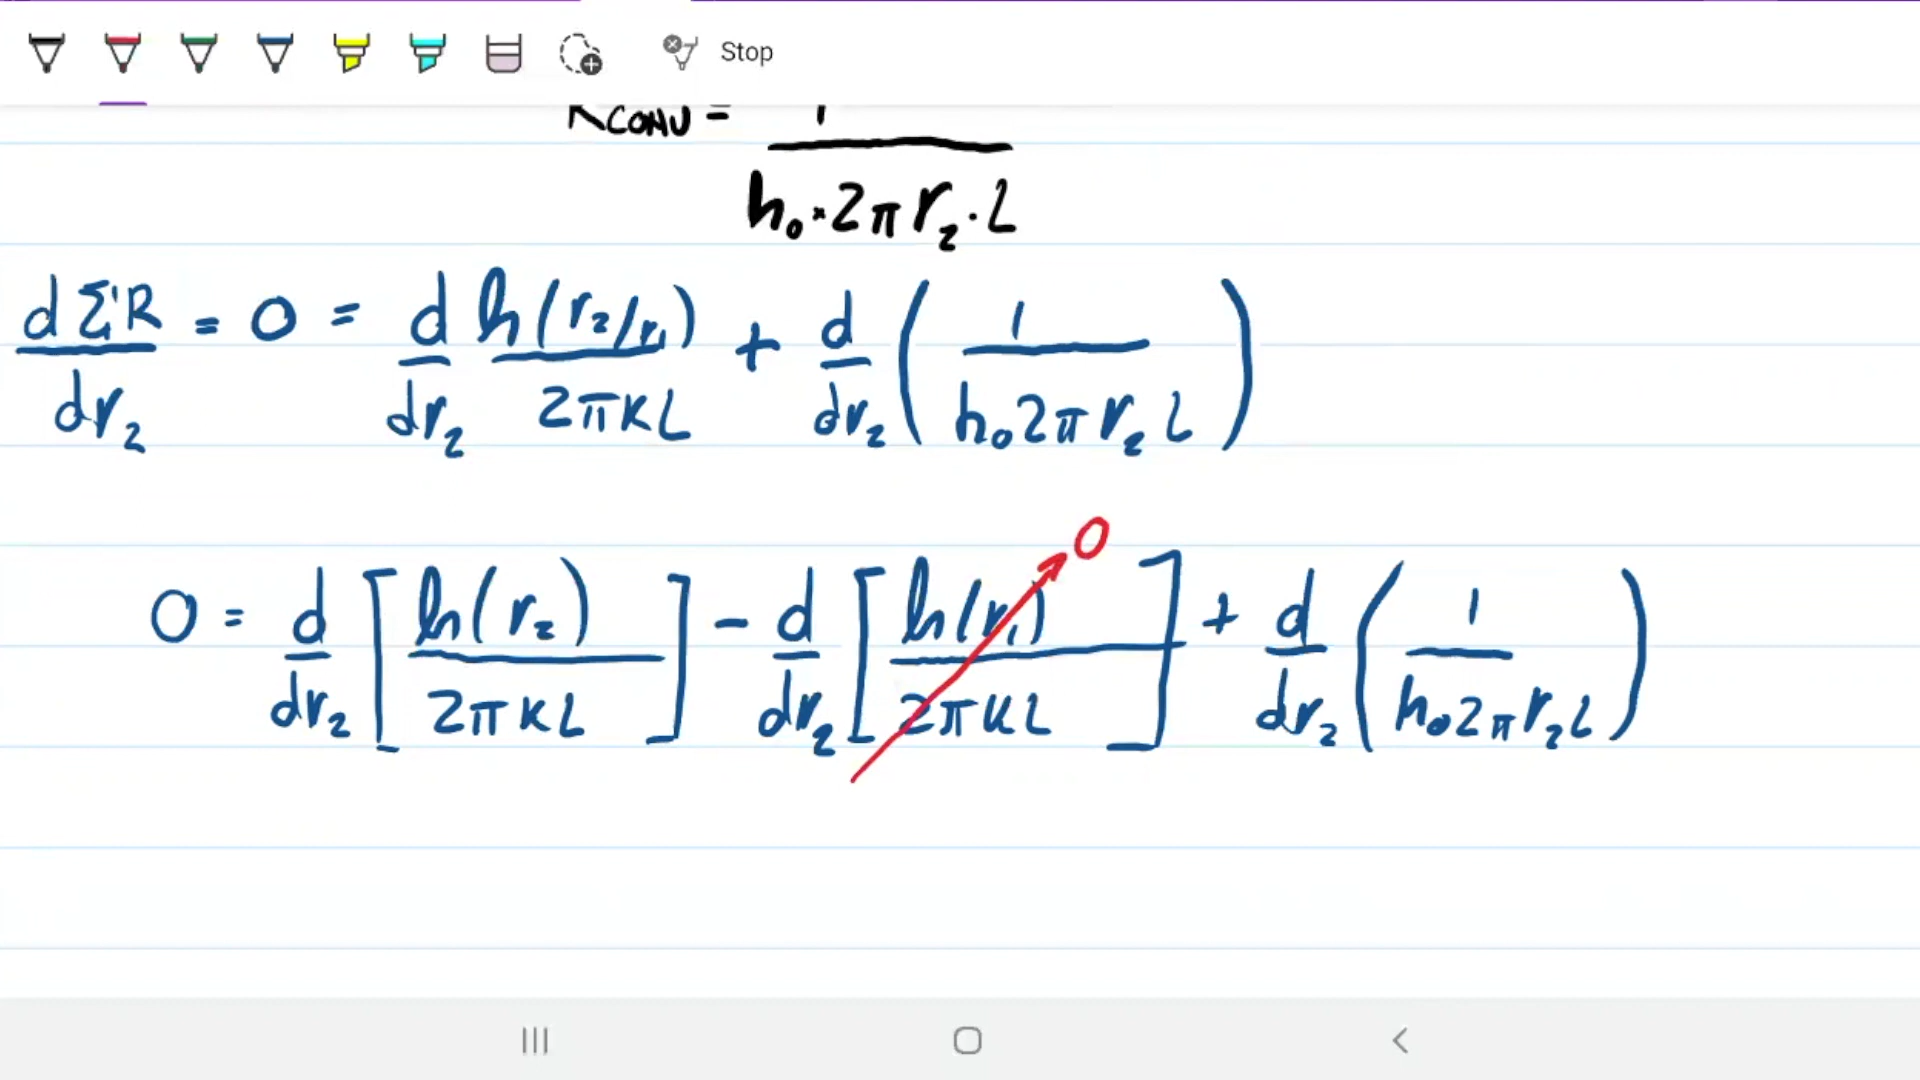 Stop
R_CONV = 1 / (h₀·2πr₂·L)
dΣR/dr₂ = 0 = d/dr₂ ln(r₂/r₁)/2πKL + d/dr₂ (1/(h₀2πr₂L))
0 = d/dr₂ [ln(r₂)/2πKL] - d/dr₂ [ln(r₁)/2πKL] 0 + d/dr₂ (1/(h₀2πr₂L))